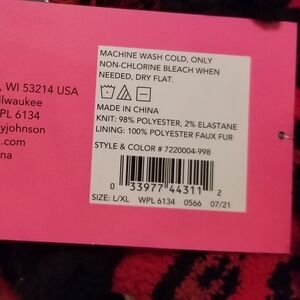 , WI 53214 USA
ilwaukee
PL 6134
yjohnson
.com
na
MACHINE WASH COLD, ONLY
NON-CHLORINE BLEACH WHEN
NEEDED, DRY FLAT.
MADE IN CHINA
KNIT: 98% POLYESTER, 2% ELASTANE
LINING: 100% POLYESTER FAUX FUR
STYLE & COLOR # 7220004-998
0 33977 44311 2
SIZE: L/XL WPL 6134 0566 07/21